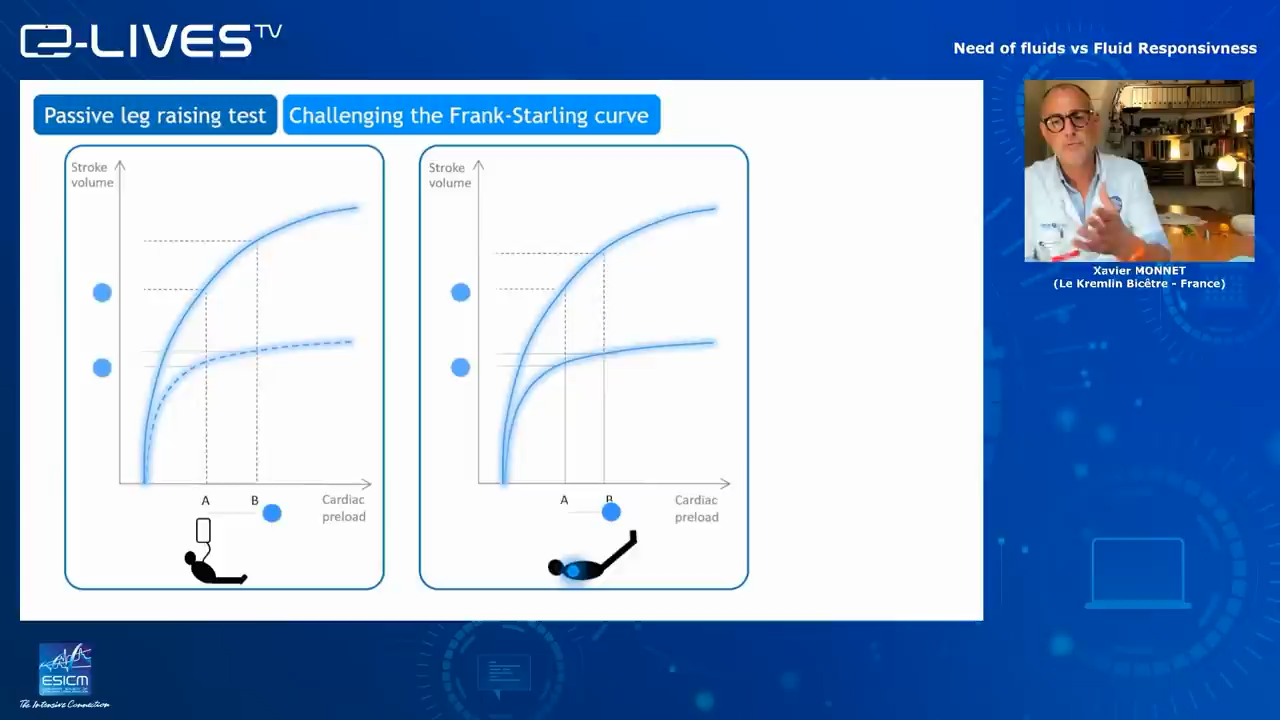 e-LIVES TV
Need of fluids vs Fluid Responsivness
Passive leg raising test
Challenging the Frank-Starling curve
Stroke
volume
A
B
Cardiac
preload
Stroke
volume
A
B
Cardiac
preload
Xavier MONNET
(Le Kremlin Bicêtre - France)
ESICM
The Intensive Connection